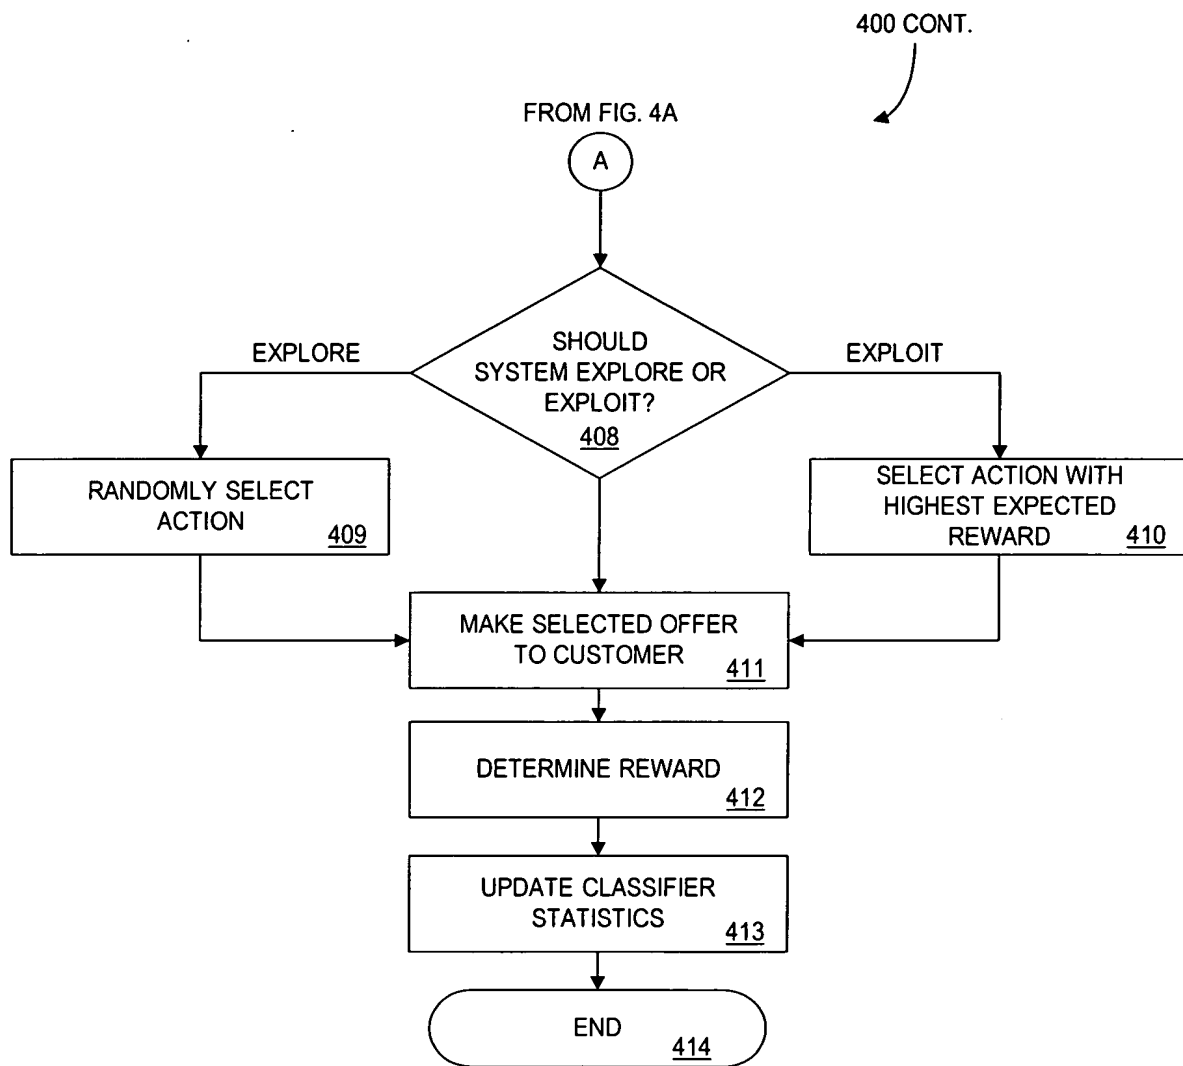 400 CONT.
FROM FIG. 4A
A
SHOULD
SYSTEM EXPLORE OR
EXPLOIT?
408
EXPLORE
EXPLOIT
RANDOMLY SELECT
ACTION
409
SELECT ACTION WITH
HIGHEST EXPECTED
REWARD
410
MAKE SELECTED OFFER
TO CUSTOMER
411
DETERMINE REWARD
412
UPDATE CLASSIFIER
STATISTICS
413
END
414